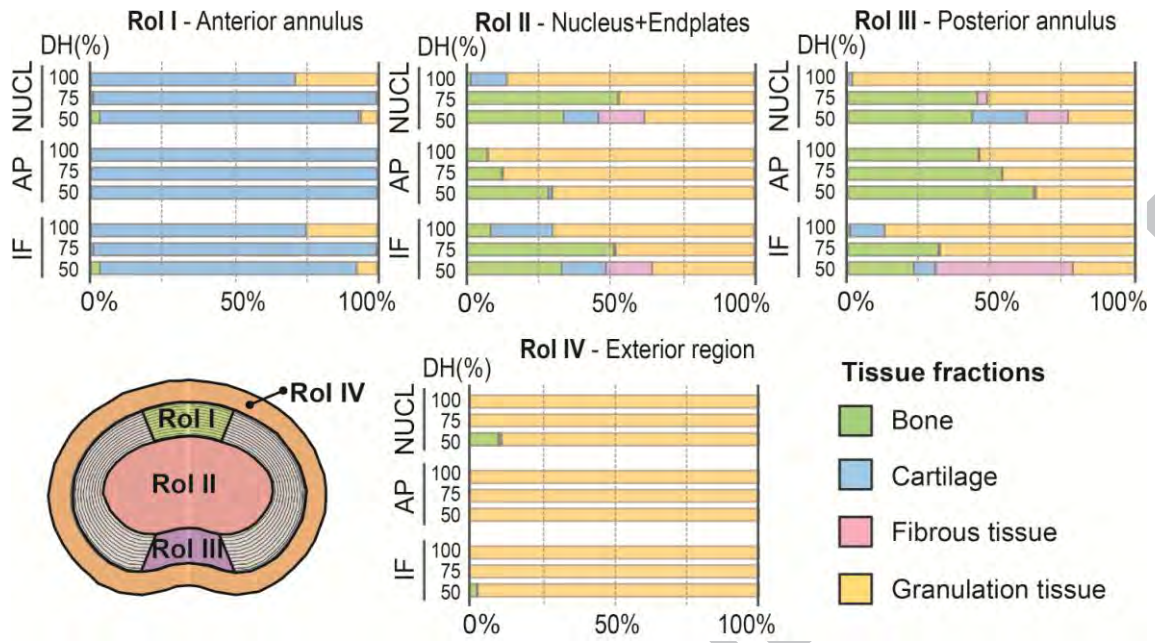 RoI I - Anterior annulus
DH(%)
NUCL
100
75
50
AP
100
75
50
IF
100
75
50
0% 50% 100%
RoI II - Nucleus+Endplates
DH(%)
NUCL
100
75
50
AP
100
75
50
IF
100
75
50
0% 50% 100%
RoI III - Posterior annulus
DH(%)
NUCL
100
75
50
AP
100
75
50
IF
100
75
50
0% 50% 100%
RoI IV
RoI I
RoI II
RoI III
RoI IV - Exterior region
DH(%)
NUCL
100
75
50
AP
100
75
50
IF
100
75
50
0% 50% 100%
Tissue fractions
Bone
Cartilage
Fibrous tissue
Granulation tissue